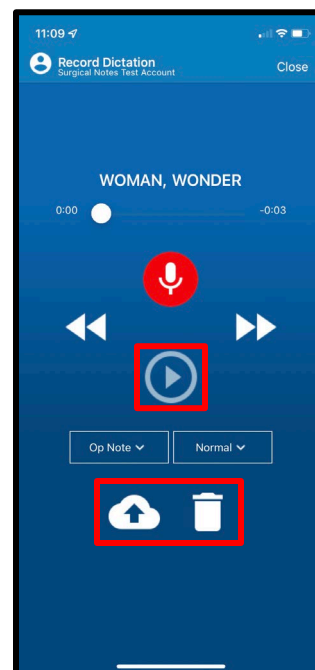 11:09
Record Dictation
Surgical Notes Test Account
Close
WOMAN, WONDER
0:00
-0:03
Op Note
Normal